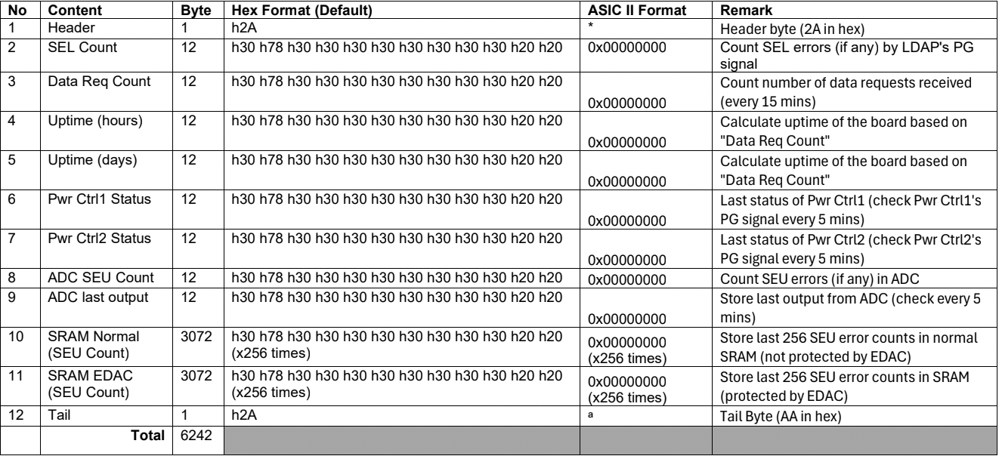 No Content Byte Hex Format (Default) ASIC II Format Remark
1 Header 1 h2A * Header byte (2A in hex)
2 SEL Count 12 h30 h78 h30 h30 h30 h30 h30 h30 h30 h30 h20 h20 0x00000000 Count SEL errors (if any) by LDAP's PG
signal
3 Data Req Count 12 h30 h78 h30 h30 h30 h30 h30 h30 h30 h30 h20 h20 Count number of data requests received
0x00000000 (every 15 mins)
4 Uptime (hours) 12 h30 h78 h30 h30 h30 h30 h30 h30 h30 h30 h20 h20 Calculate uptime of the board based on
0x00000000 "Data Req Count"
5 Uptime (days) 12 h30 h78 h30 h30 h30 h30 h30 h30 h30 h30 h20 h20 Calculate uptime of the board based on
0x00000000 "Data Req Count"
6 Pwr Ctrl1 Status 12 h30 h78 h30 h30 h30 h30 h30 h30 h30 h30 h20 h20 Last status of Pwr Ctrl1 (check Pwr Ctrl1's
0x00000000 PG signal every 5 mins)
7 Pwr Ctrl2 Status 12 h30 h78 h30 h30 h30 h30 h30 h30 h30 h30 h20 h20 Last status of Pwr Ctrl2 (check Pwr Ctrl2's
0x00000000 PG signal every 5 mins)
8 ADC SEU Count 12 h30 h78 h30 h30 h30 h30 h30 h30 h30 h30 h20 h20 0x00000000 Count SEU errors (if any) in ADC
9 ADC last output 12 h30 h78 h30 h30 h30 h30 h30 h30 h30 h30 h20 h20 Store last output from ADC (check every 5
0x00000000 mins)
10 SRAM Normal 3072 h30 h78 h30 h30 h30 h30 h30 h30 h30 h30 h20 h20 0x00000000 Store last 256 SEU error counts in normal
(SEU Count) (x256 times) (x256 times) SRAM (not protected by EDAC)
11 SRAM EDAC 3072 h30 h78 h30 h30 h30 h30 h30 h30 h30 h30 h20 h20 0x00000000 Store last 256 SEU error counts in SRAM
(SEU Count) (x256 times) (x256 times) (protected by EDAC)
12 Tail 1 h2A ª Tail Byte (AA in hex)
Total 6242